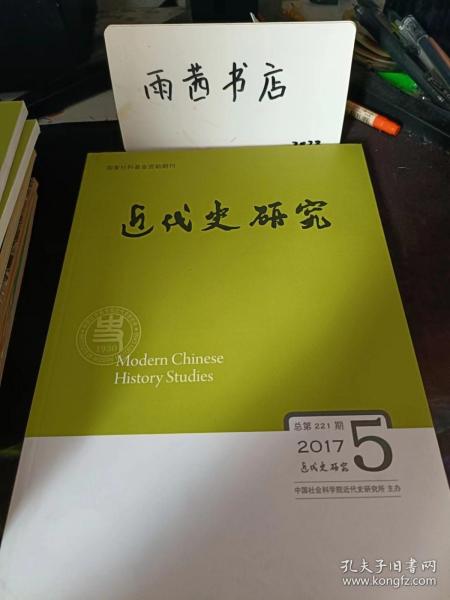 雨茜书店
国家社科基金资助期刊
近代史研究
1950
Modern Chinese
History Studies
总第 221 期
2017
5
近代史研究
中国社会科学院近代史研究所 主办
孔夫子旧书网
www.kongfz.com